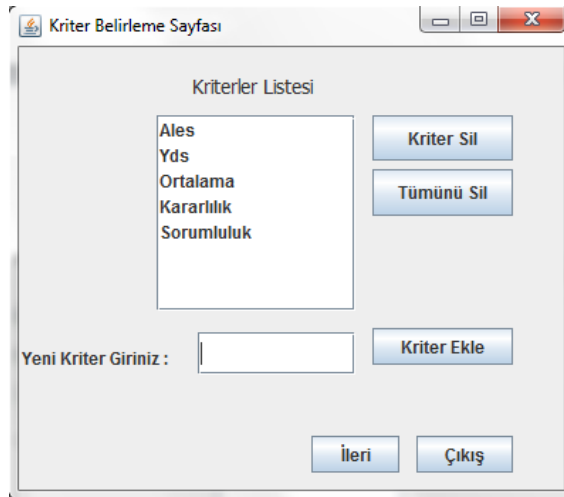 Kriter Belirleme Sayfası
Kriterler Listesi
Ales
Yds
Ortalama
Kararlılık
Sorumluluk
Kriter Sil
Tümünü Sil
Yeni Kriter Giriniz :
Kriter Ekle
İleri
Çıkış